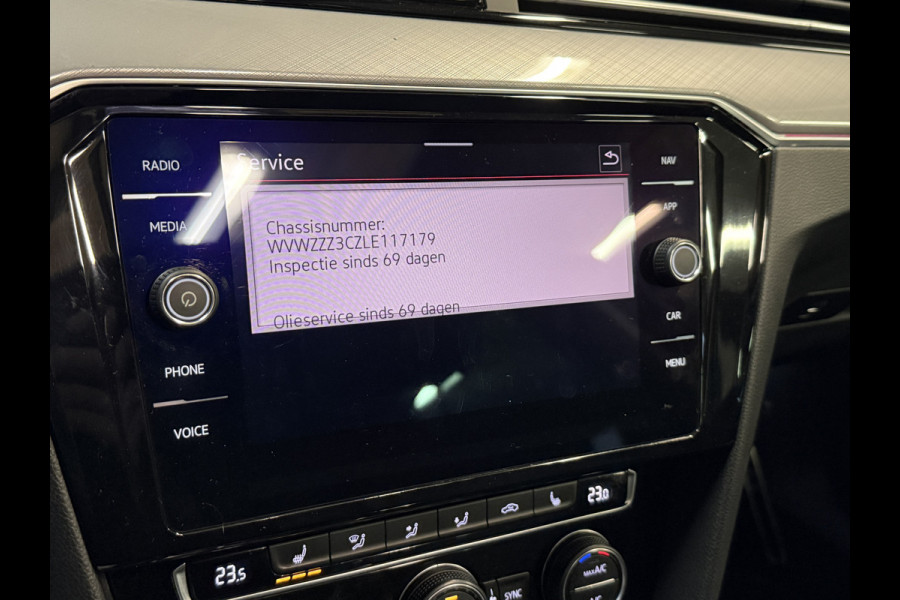 RADIO
MEDIA
PHONE
VOICE
Service
Chassisnummer:
WVWZZZ3CZLE117179
Inspectie sinds 69 dagen
Olieservice sinds 69 dagen
NAV
APP
CAR
MENU
23.5
23.0
SYNC
MAX A/C
A/C